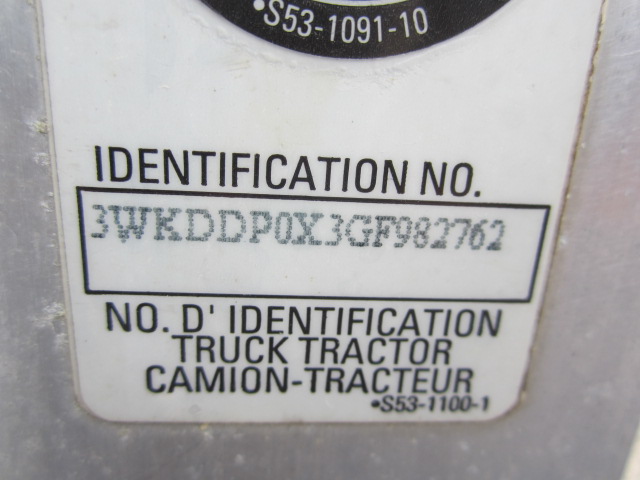 •S53-1091-10
IDENTIFICATION NO.
3WKDDP0X3GF982762
NO. D' IDENTIFICATION
TRUCK TRACTOR
CAMION-TRACTEUR
•S53-1100-1